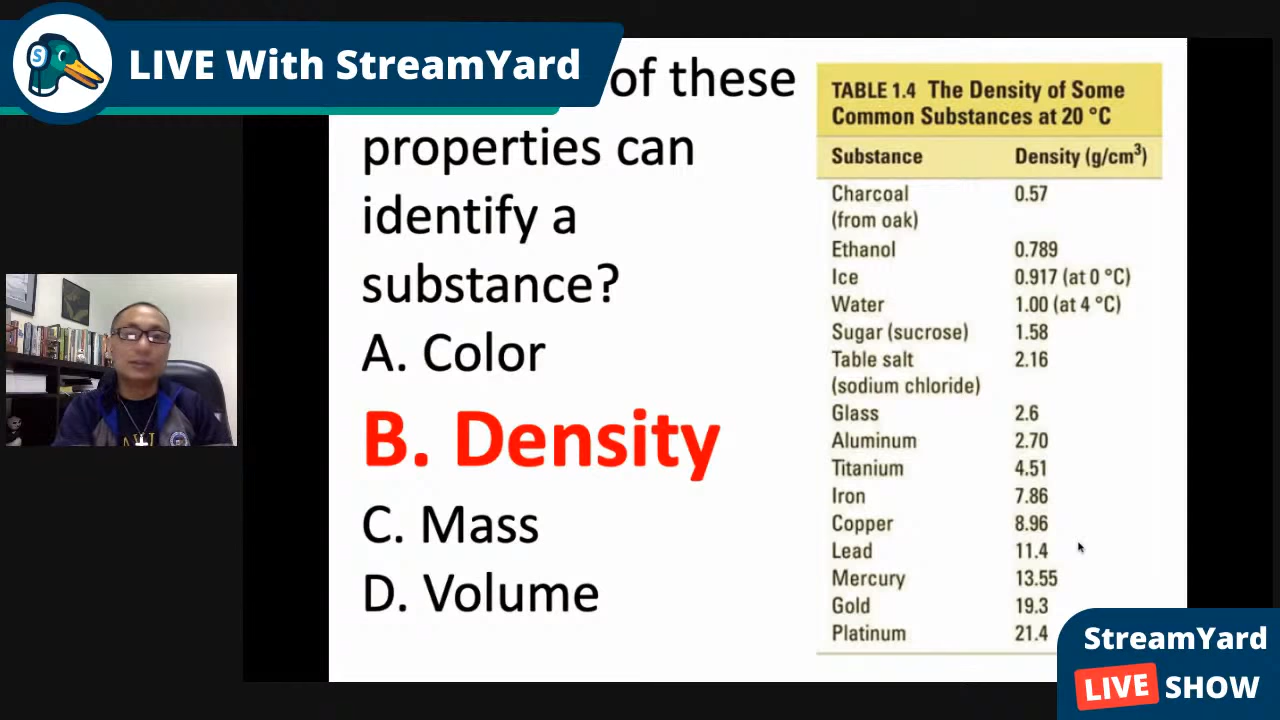 S
LIVE With StreamYard
of these
properties can
identify a
substance?
A. Color
B. Density
C. Mass
D. Volume
TABLE 1.4 The Density of Some
Common Substances at 20 °C
Substance Density (g/cm³)
Charcoal 0.57
(from oak)
Ethanol 0.789
Ice 0.917 (at 0 °C)
Water 1.00 (at 4 °C)
Sugar (sucrose) 1.58
Table salt 2.16
(sodium chloride)
Glass 2.6
Aluminum 2.70
Titanium 4.51
Iron 7.86
Copper 8.96
Lead 11.4
Mercury 13.55
Gold 19.3
Platinum 21.4
StreamYard
LIVE SHOW